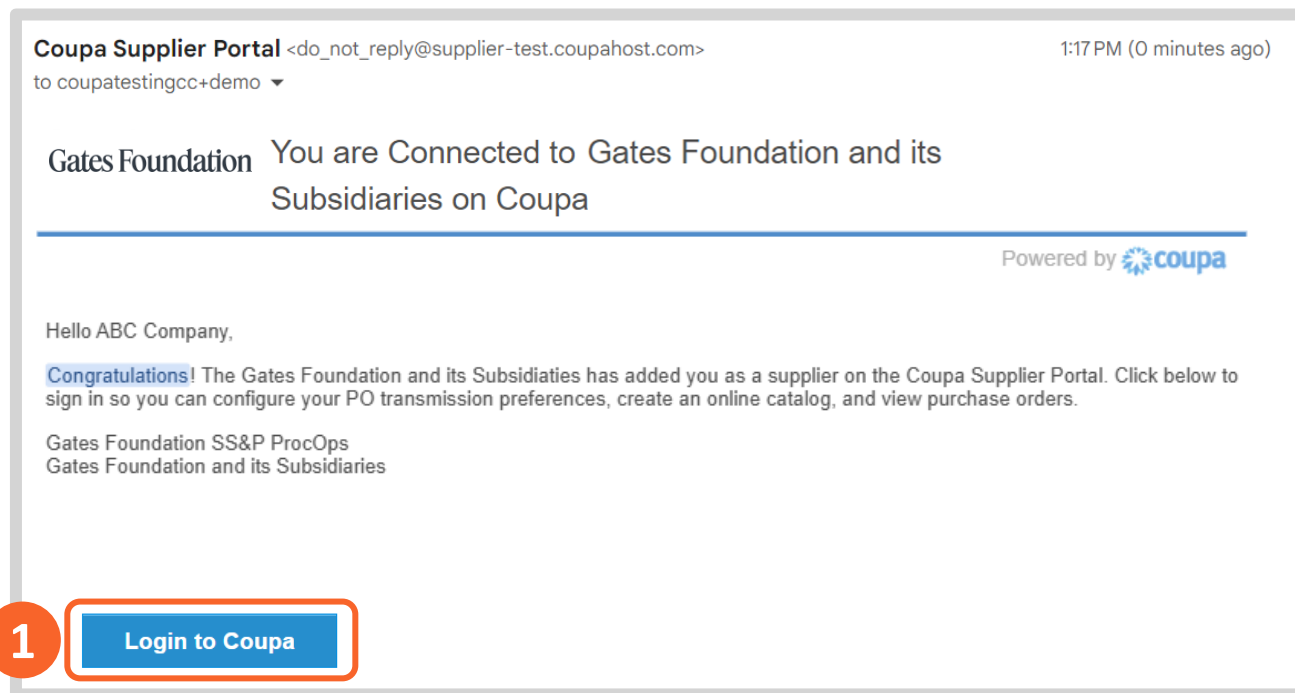 Coupa Supplier Portal <do_not_reply@supplier-test.coupahost.com> 1:17 PM (0 minutes ago)
to coupatestingcc+demo
Gates Foundation You are Connected to Gates Foundation and its
Subsidiaries on Coupa
Powered by coupa
Hello ABC Company,
Congratulations! The Gates Foundation and its Subsidiaties has added you as a supplier on the Coupa Supplier Portal. Click below to
sign in so you can configure your PO transmission preferences, create an online catalog, and view purchase orders.
Gates Foundation SS&P ProcOps
Gates Foundation and its Subsidiaries
1 Login to Coupa